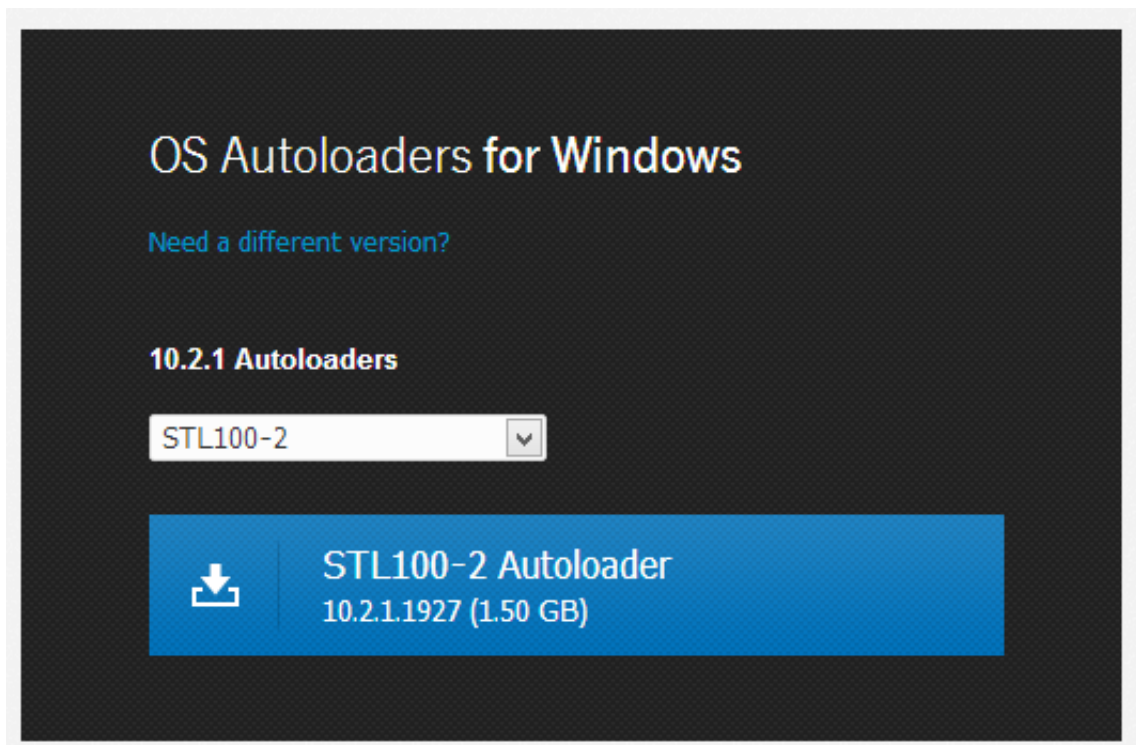 OS Autoloaders for Windows
Need a different version?
10.2.1 Autoloaders
STL100-2
STL100-2 Autoloader
10.2.1.1927 (1.50 GB)